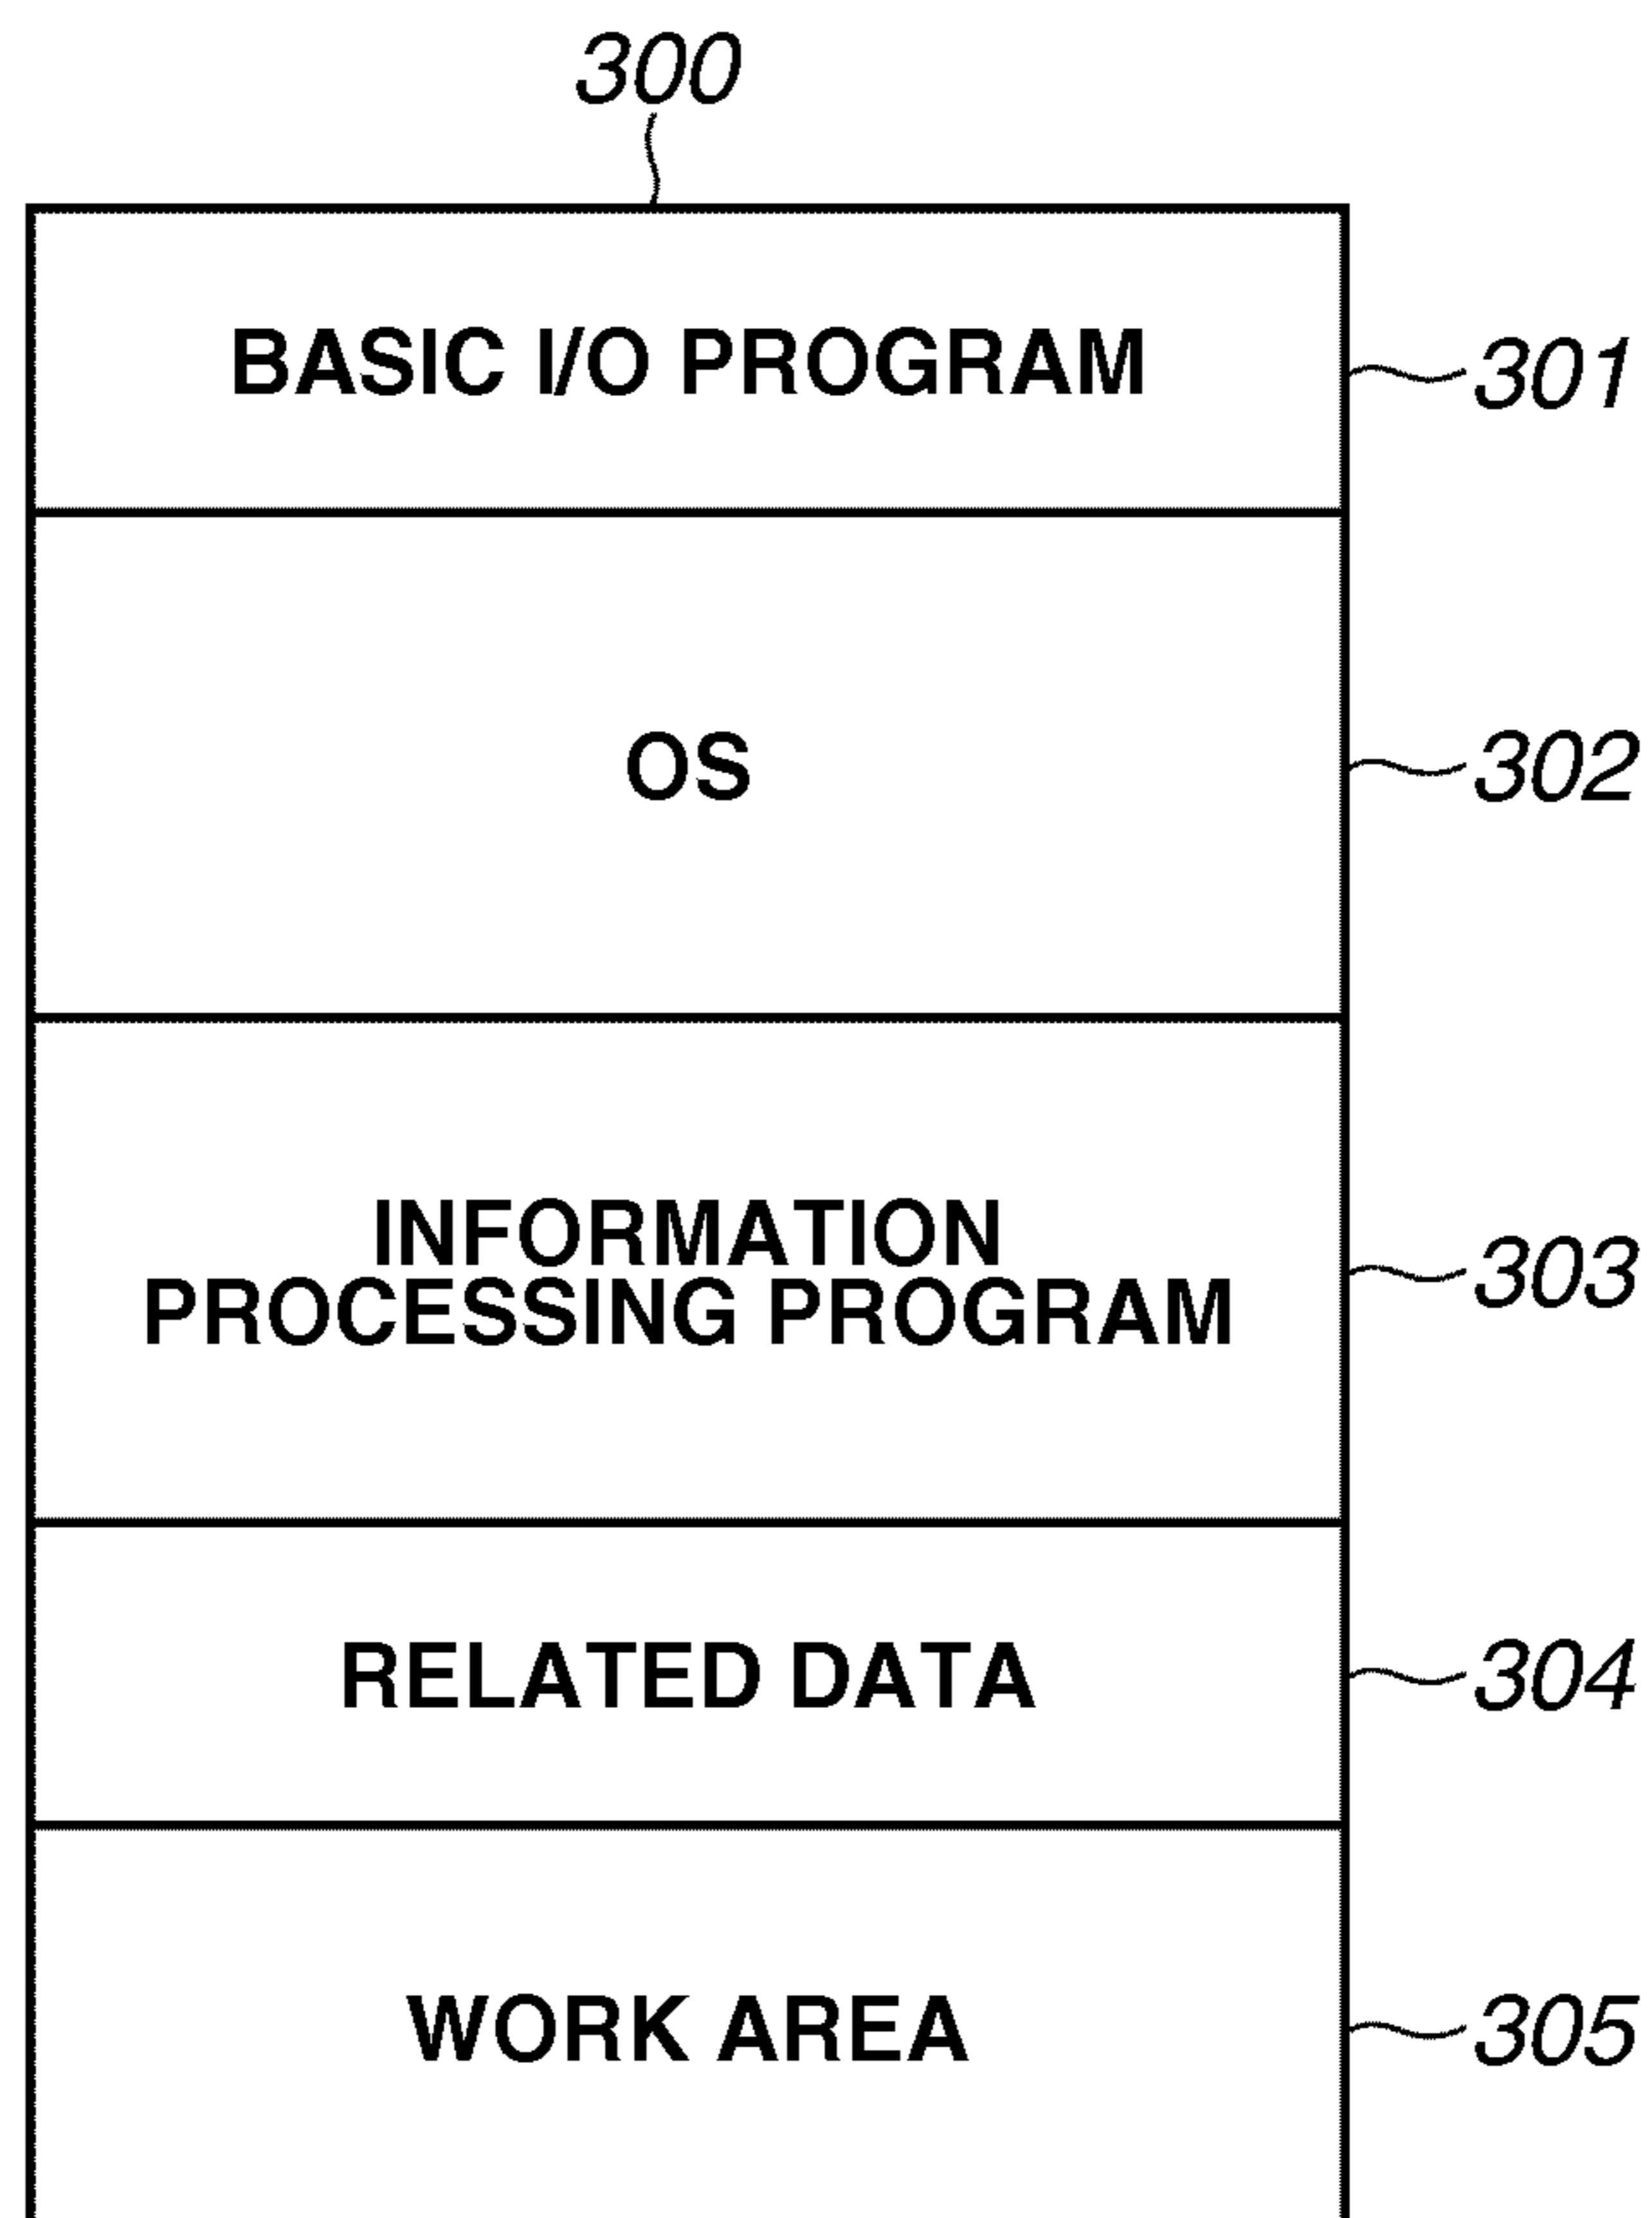 300
BASIC I/O PROGRAM
301
OS
302
INFORMATION
PROCESSING PROGRAM
303
RELATED DATA
304
WORK AREA
305